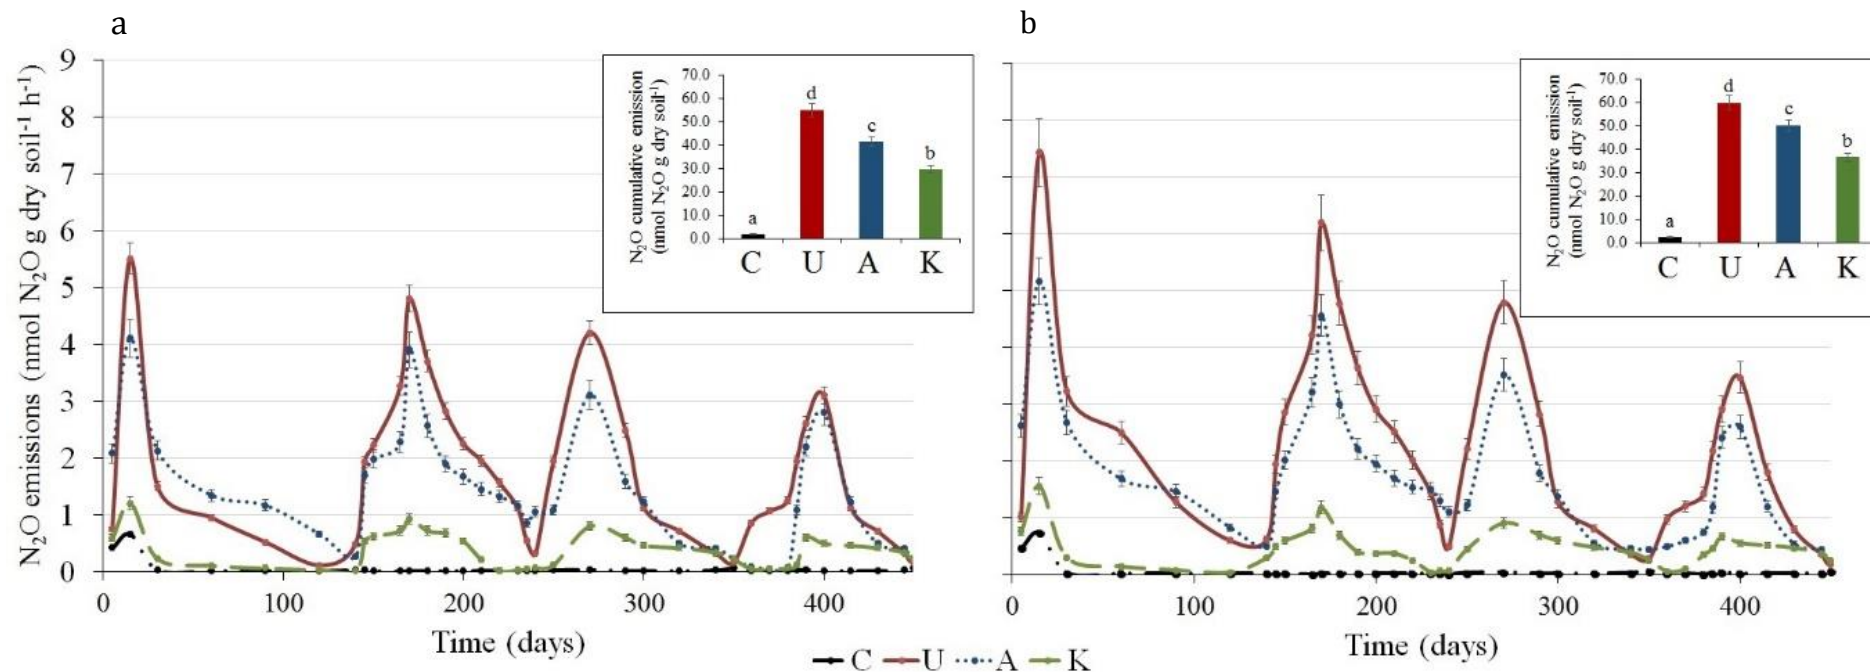 a
N₂O emissions (nmol N₂O g dry soil⁻¹ h⁻¹)
9
8
7
6
5
4
3
2
1
0
0 100 200 300 400
Time (days)
N₂O cumulative emission
(nmol N₂O g dry soil⁻¹)
70.0
60.0
50.0
40.0
30.0
20.0
10.0
0.0
a d c b
C U A K
b
0 100 200 300 400
Time (days)
N₂O cumulative emission
(nmol N₂O g dry soil⁻¹)
70.0
60.0
50.0
40.0
30.0
20.0
10.0
0.0
a d c b
C U A K
C U A K